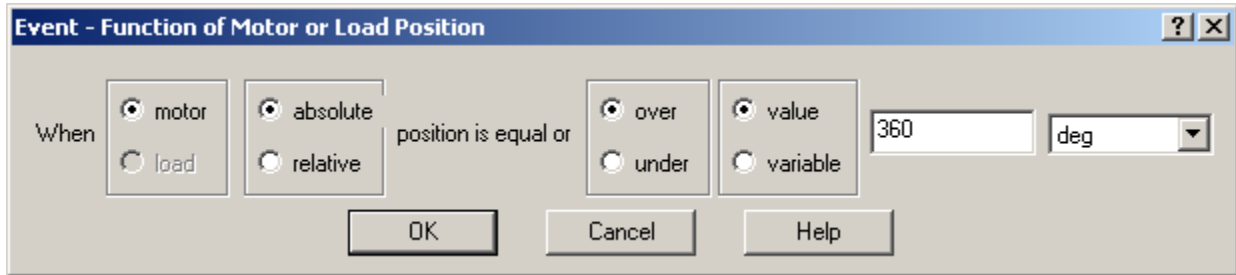 Event - Function of Motor or Load Position
When
motor
load
absolute
relative
position is equal or
over
under
value
variable
360
deg
OK Cancel Help